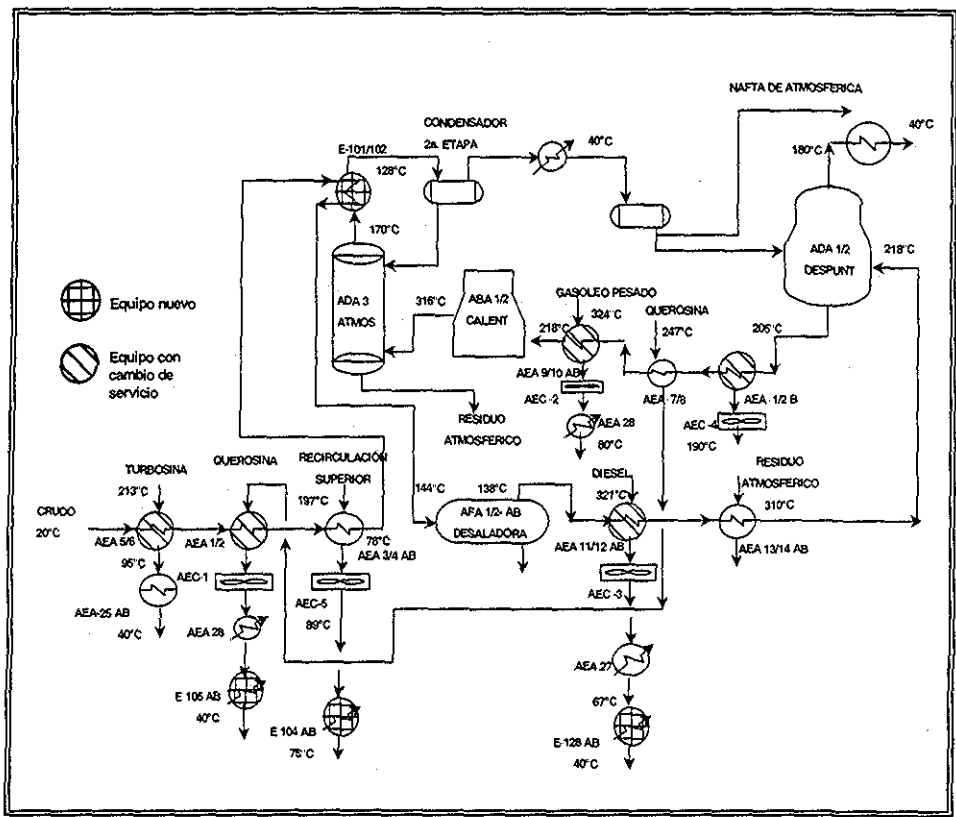 NAFTA DE ATMOSFERICA
CONDENSADOR
2a. ETAPA
40°C
40°C
E-101/102
128°C
180°C
170°C
ADA 1/2
DESPUNT
218°C
Equipo nuevo
ADA 3
ATMOS
316°C
ABA 1/2
CALENT
GASOLEO PESADO
324°C
218°C
QUEROSINA
247°C
205°C
Equipo con
cambio de
servicio
AEA 9/10 AB
AEC -2
AEA - 7/8
AEA - 1/2 B
AEC -4
190°C
RESIDUO
ATMOSFERICO
AEA 28
80°C
TURBOSINA
213°C
QUEROSINA
RECIRCULACIÓN
SUPERIOR
197°C
144°C
138°C
DIESEL
321°C
RESIDUO
ATMOSFERICO
310°C
CRUDO
20°C
AEA 5/6
AEA 1/2
78°C
AEA 3/4 AB
AFA 1/2- AB
DESALADORA
AEA 11/12 AB
AEA 13/14 AB
95°C
AEC-1
AEC-5
AEC -3
AEA-25 AB
40°C
AEA 28
89°C
AEA 27
E 105 AB
40°C
E 104 AB
75°C
67°C
E-128 AB
40°C